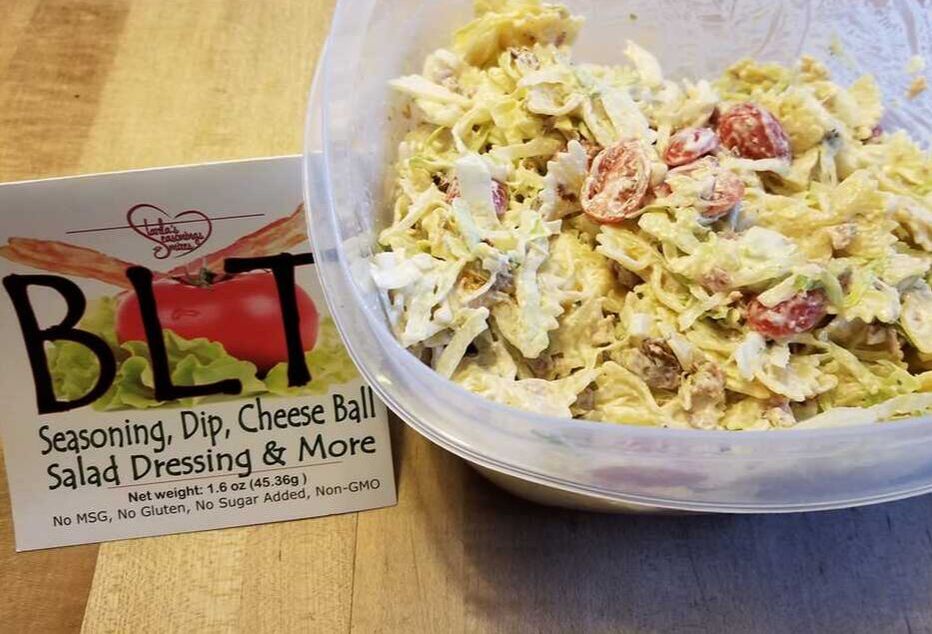 Seasonings
BLT
Seasoning, Dip, Cheese Ball
Salad Dressing & More
Net weight: 1.6 oz (45.36g )
No MSG, No Gluten, No Sugar Added, Non-GMO